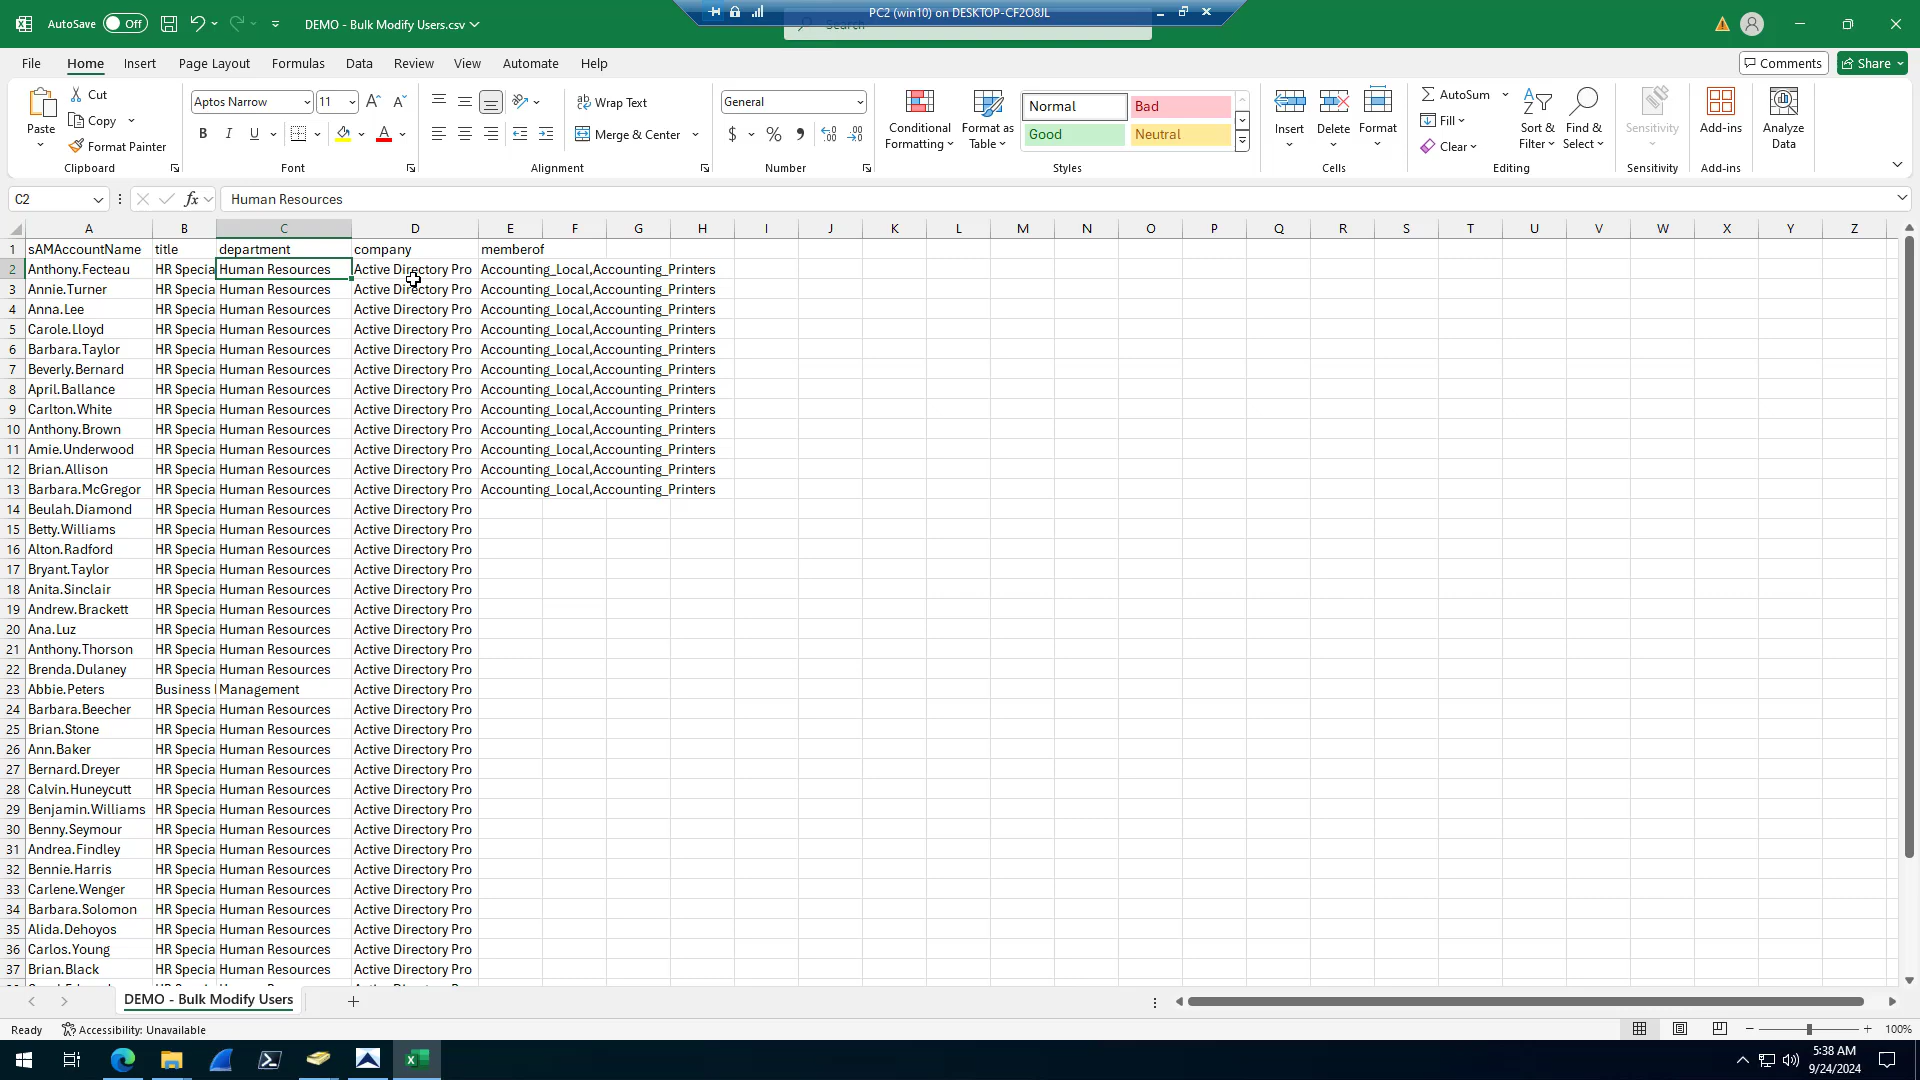 AutoSave Off DEMO - Bulk Modify Users.csv PC2 (win10) on DESKTOP-CF2O8JL
Search
File Home Insert Page Layout Formulas Data Review View Automate Help Comments Share
Paste Cut Copy Format Painter Clipboard
Aptos Narrow 11 B I U A Font
Wrap Text Merge & Center Alignment
General $ % , Number
Conditional Formatting Format as Table Normal Bad Good Neutral Styles
Insert Delete Format Cells
AutoSum Fill Clear Sort & Filter Find & Select Editing
Sensitivity Sensitivity
Add-ins Add-ins
Analyze Data
C2 fx Human Resources
A B C D E F G H I J K L M N O P Q R S T U V W X Y Z
1 sAMAccountName title department company memberof
2 Anthony.Fecteau HR Specia Human Resources Active Directory Pro Accounting_Local,Accounting_Printers
3 Annie.Turner HR Specia Human Resources Active Directory Pro Accounting_Local,Accounting_Printers
4 Anna.Lee HR Specia Human Resources Active Directory Pro Accounting_Local,Accounting_Printers
5 Carole.Lloyd HR Specia Human Resources Active Directory Pro Accounting_Local,Accounting_Printers
6 Barbara.Taylor HR Specia Human Resources Active Directory Pro Accounting_Local,Accounting_Printers
7 Beverly.Bernard HR Specia Human Resources Active Directory Pro Accounting_Local,Accounting_Printers
8 April.Ballance HR Specia Human Resources Active Directory Pro Accounting_Local,Accounting_Printers
9 Carlton.White HR Specia Human Resources Active Directory Pro Accounting_Local,Accounting_Printers
10 Anthony.Brown HR Specia Human Resources Active Directory Pro Accounting_Local,Accounting_Printers
11 Amie.Underwood HR Specia Human Resources Active Directory Pro Accounting_Local,Accounting_Printers
12 Brian.Allison HR Specia Human Resources Active Directory Pro Accounting_Local,Accounting_Printers
13 Barbara.McGregor HR Specia Human Resources Active Directory Pro Accounting_Local,Accounting_Printers
14 Beulah.Diamond HR Specia Human Resources Active Directory Pro
15 Betty.Williams HR Specia Human Resources Active Directory Pro
16 Alton.Radford HR Specia Human Resources Active Directory Pro
17 Bryant.Taylor HR Specia Human Resources Active Directory Pro
18 Anita.Sinclair HR Specia Human Resources Active Directory Pro
19 Andrew.Brackett HR Specia Human Resources Active Directory Pro
20 Ana.Luz HR Specia Human Resources Active Directory Pro
21 Anthony.Thorson HR Specia Human Resources Active Directory Pro
22 Brenda.Dulaney HR Specia Human Resources Active Directory Pro
23 Abbie.Peters Business Management Active Directory Pro
24 Barbara.Beecher HR Specia Human Resources Active Directory Pro
25 Brian.Stone HR Specia Human Resources Active Directory Pro
26 Ann.Baker HR Specia Human Resources Active Directory Pro
27 Bernard.Dreyer HR Specia Human Resources Active Directory Pro
28 Calvin.Huneycutt HR Specia Human Resources Active Directory Pro
29 Benjamin.Williams HR Specia Human Resources Active Directory Pro
30 Benny.Seymour HR Specia Human Resources Active Directory Pro
31 Andrea.Findley HR Specia Human Resources Active Directory Pro
32 Bennie.Harris HR Specia Human Resources Active Directory Pro
33 Carlene.Wenger HR Specia Human Resources Active Directory Pro
34 Barbara.Solomon HR Specia Human Resources Active Directory Pro
35 Alida.Dehoyos HR Specia Human Resources Active Directory Pro
36 Carlos.Young HR Specia Human Resources Active Directory Pro
37 Brian.Black HR Specia Human Resources Active Directory Pro
DEMO - Bulk Modify Users
Ready Accessibility: Unavailable 100%
5:38 AM
9/24/2024